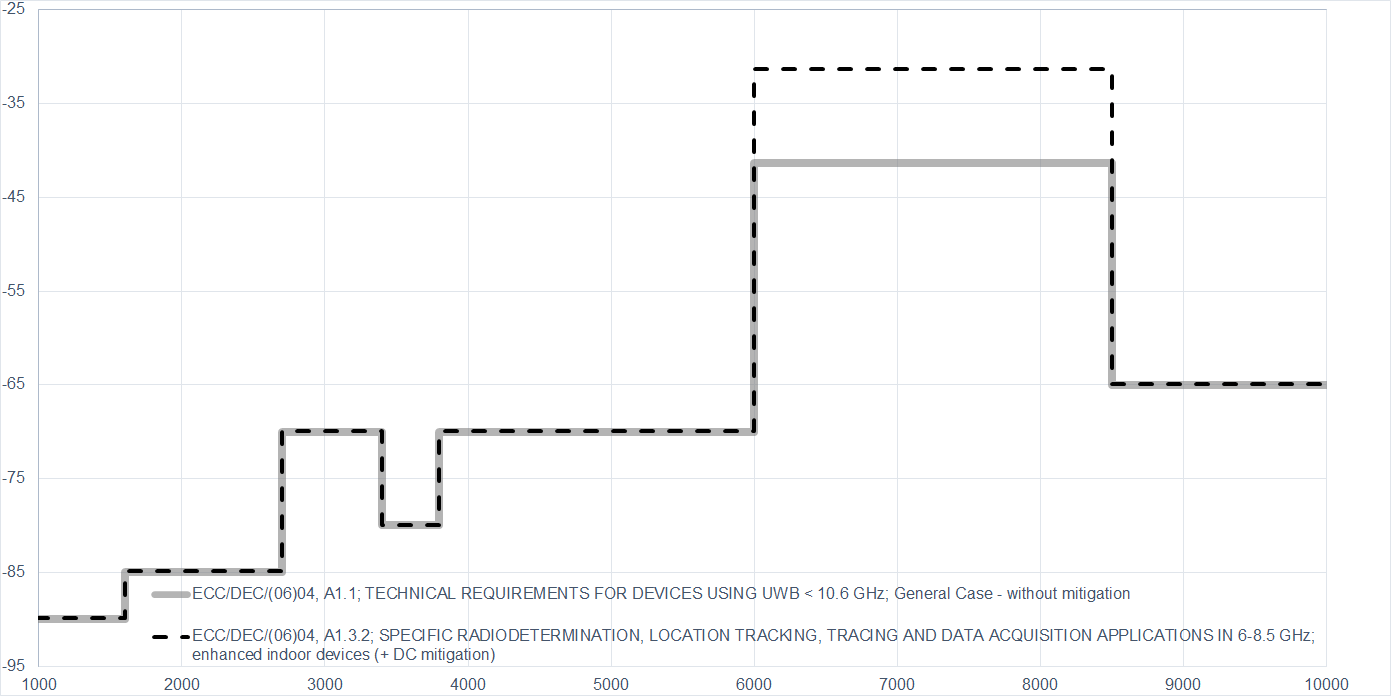 -25
-35
-45
-55
-65
-75
-85
-95
ECC/DEC/(06)04, A1.1; TECHNICAL REQUIREMENTS FOR DEVICES USING UWB < 10.6 GHz; General Case - without mitigation
ECC/DEC/(06)04, A1.3.2; SPECIFIC RADIODETERMINATION, LOCATION TRACKING, TRACING AND DATA ACQUISITION APPLICATIONS IN 6-8.5 GHz;
enhanced indoor devices (+ DC mitigation)
1000 2000 3000 4000 5000 6000 7000 8000 9000 10000